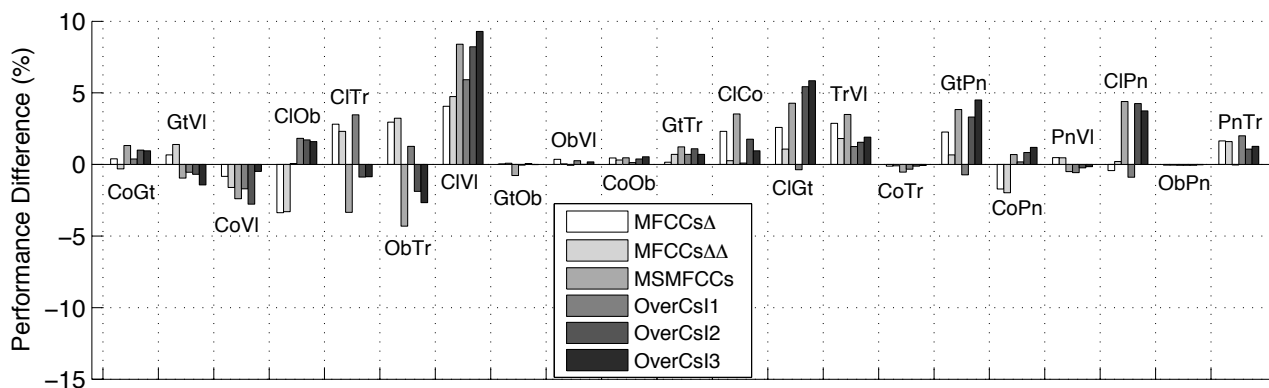 Performance Difference (%)
10
5
0
−5
−10
−15
CoGt
GtVl
CoVl
ClOb
ClTr
ObTr
ClVl
GtOb
ObVl
CoOb
GtTr
ClCo
ClGt
TrVl
CoTr
GtPn
CoPn
PnVl
ClPn
ObPn
PnTr
MFCCsΔ
MFCCsΔΔ
MSMFCCs
OverCsI1
OverCsI2
OverCsI3